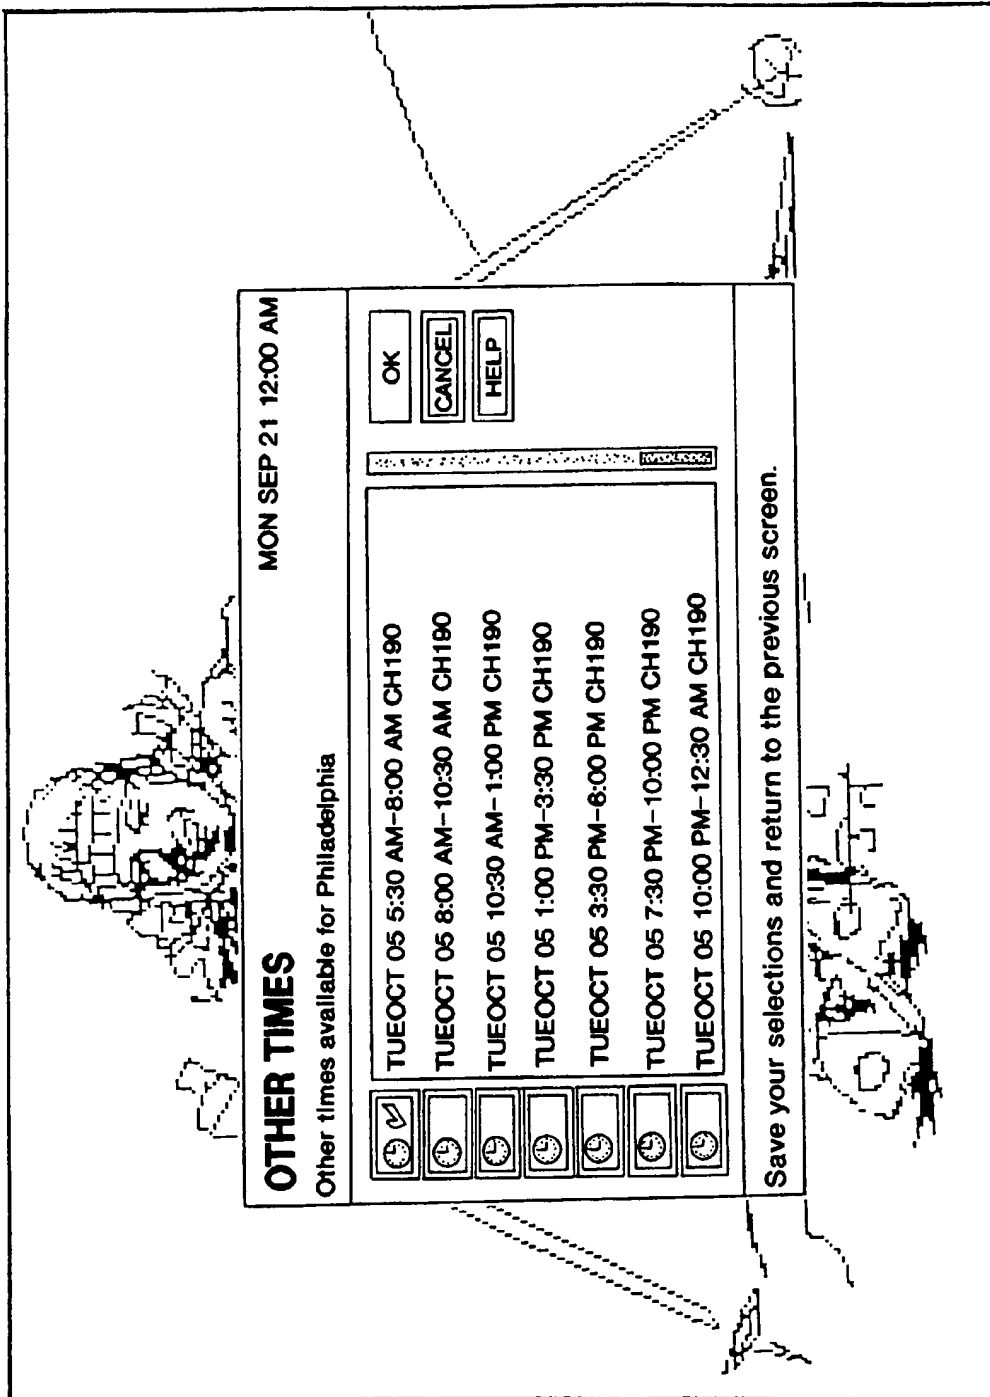 OTHER TIMES
MON SEP 21 12:00 AM
Other times available for Philadelphia
TUEOCT 05 5:30 AM–8:00 AM CH190
TUEOCT 05 8:00 AM–10:30 AM CH190
TUEOCT 05 10:30 AM–1:00 PM CH190
TUEOCT 05 1:00 PM–3:30 PM CH190
TUEOCT 05 3:30 PM–6:00 PM CH190
TUEOCT 05 7:30 PM–10:00 PM CH190
TUEOCT 05 10:00 PM–12:30 AM CH190
OK
CANCEL
HELP
Save your selections and return to the previous screen.